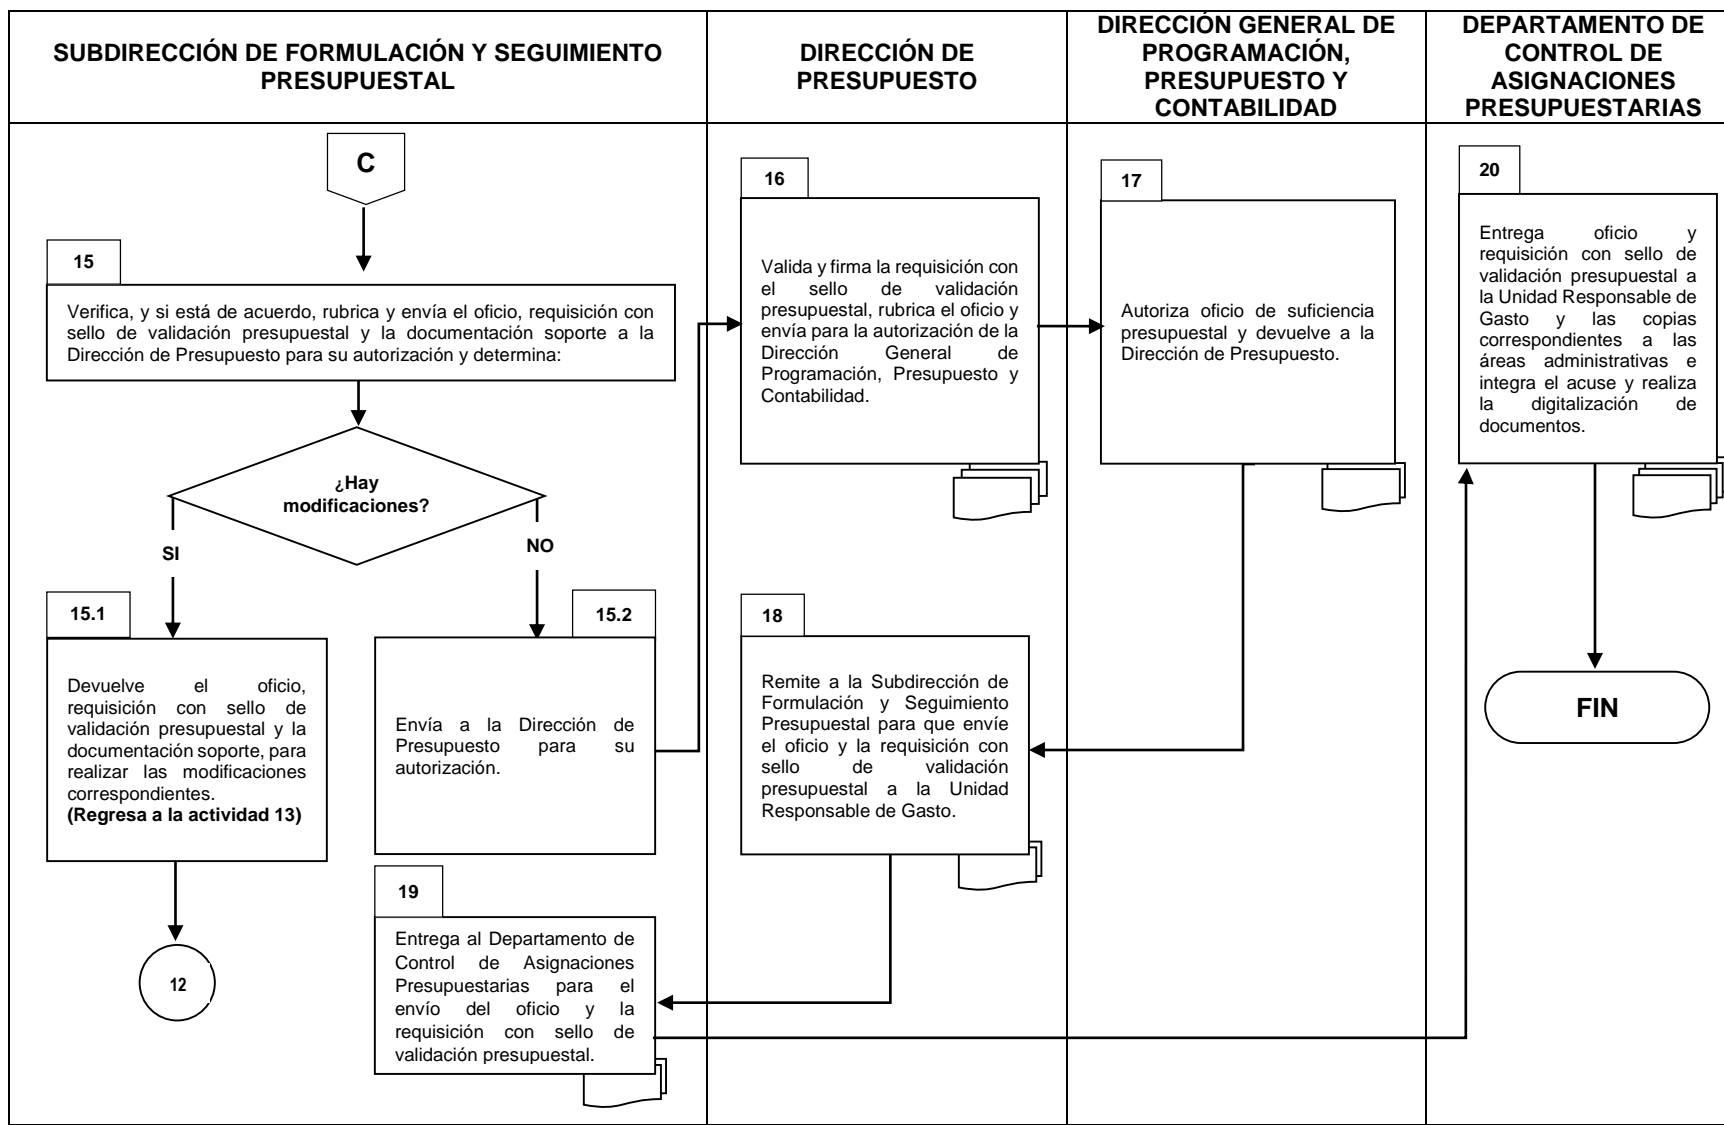 SUBDIRECCIÓN DE FORMULACIÓN Y SEGUIMIENTO
PRESUPUESTAL
DIRECCIÓN DE
PRESUPUESTO
DIRECCIÓN GENERAL DE
PROGRAMACIÓN,
PRESUPUESTO Y
CONTABILIDAD
DEPARTAMENTO DE
CONTROL DE
ASIGNACIONES
PRESUPUESTARIAS
C
15
Verifica, y si está de acuerdo, rubrica y envía el oficio, requisición con
sello de validación presupuestal y la documentación soporte a la
Dirección de Presupuesto para su autorización y determina:
¿Hay
modificaciones?
SI
NO
15.1
Devuelve el oficio,
requisición con sello de
validación presupuestal y la
documentación soporte, para
realizar las modificaciones
correspondientes.
(Regresa a la actividad 13)
12
15.2
Envía a la Dirección de
Presupuesto para su
autorización.
16
Valida y firma la requisición con
el sello de validación
presupuestal, rubrica el oficio y
envía para la autorización de la
Dirección General de
Programación, Presupuesto y
Contabilidad.
17
Autoriza oficio de suficiencia
presupuestal y devuelve a la
Dirección de Presupuesto.
18
Remite a la Subdirección de
Formulación y Seguimiento
Presupuestal para que envíe
el oficio y la requisición con
sello de validación
presupuestal a la Unidad
Responsable de Gasto.
19
Entrega al Departamento de
Control de Asignaciones
Presupuestarias para el
envío del oficio y la
requisición con sello de
validación presupuestal.
20
Entrega oficio y
requisición con sello de
validación presupuestal a
la Unidad Responsable de
Gasto y las copias
correspondientes a las
áreas administrativas e
integra el acuse y realiza
la digitalización de
documentos.
FIN